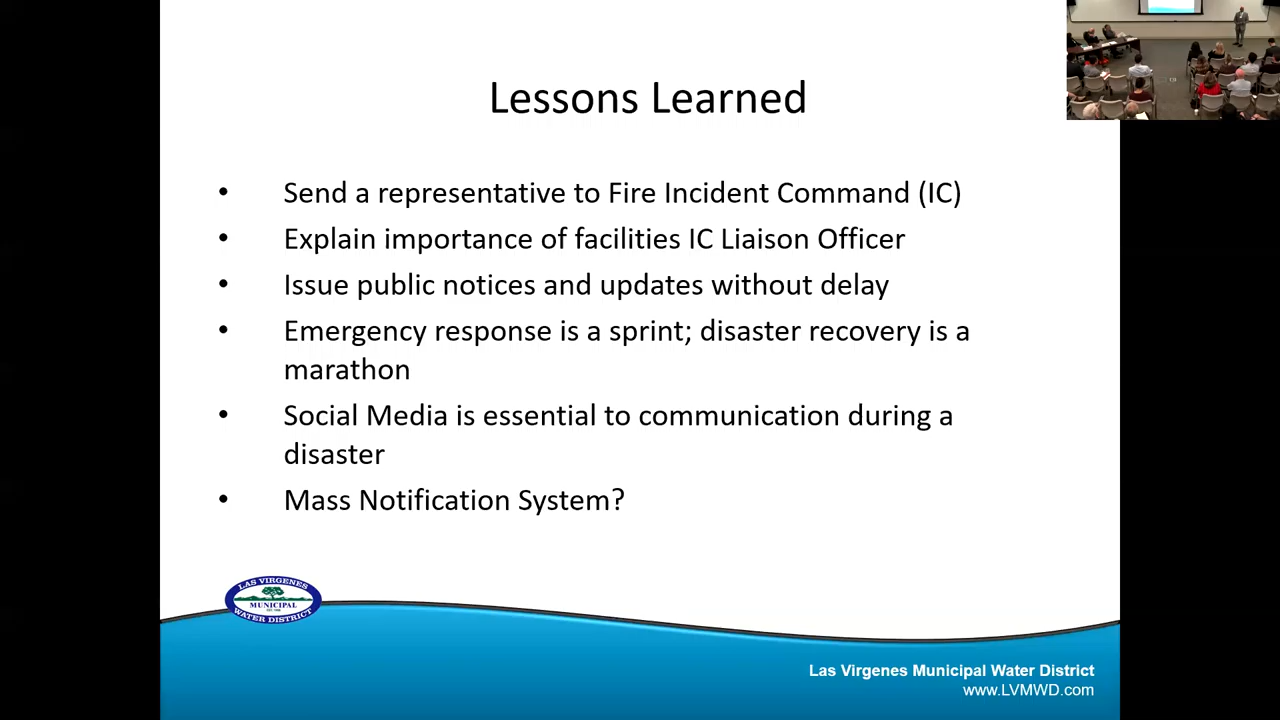 Lessons Learned
• Send a representative to Fire Incident Command (IC)
• Explain importance of facilities IC Liaison Officer
• Issue public notices and updates without delay
• Emergency response is a sprint; disaster recovery is a
marathon
• Social Media is essential to communication during a
disaster
• Mass Notification System?
LAS VIRGENES
MUNICIPAL
WATER DISTRICT
Las Virgenes Municipal Water District
www.LVMWD.com